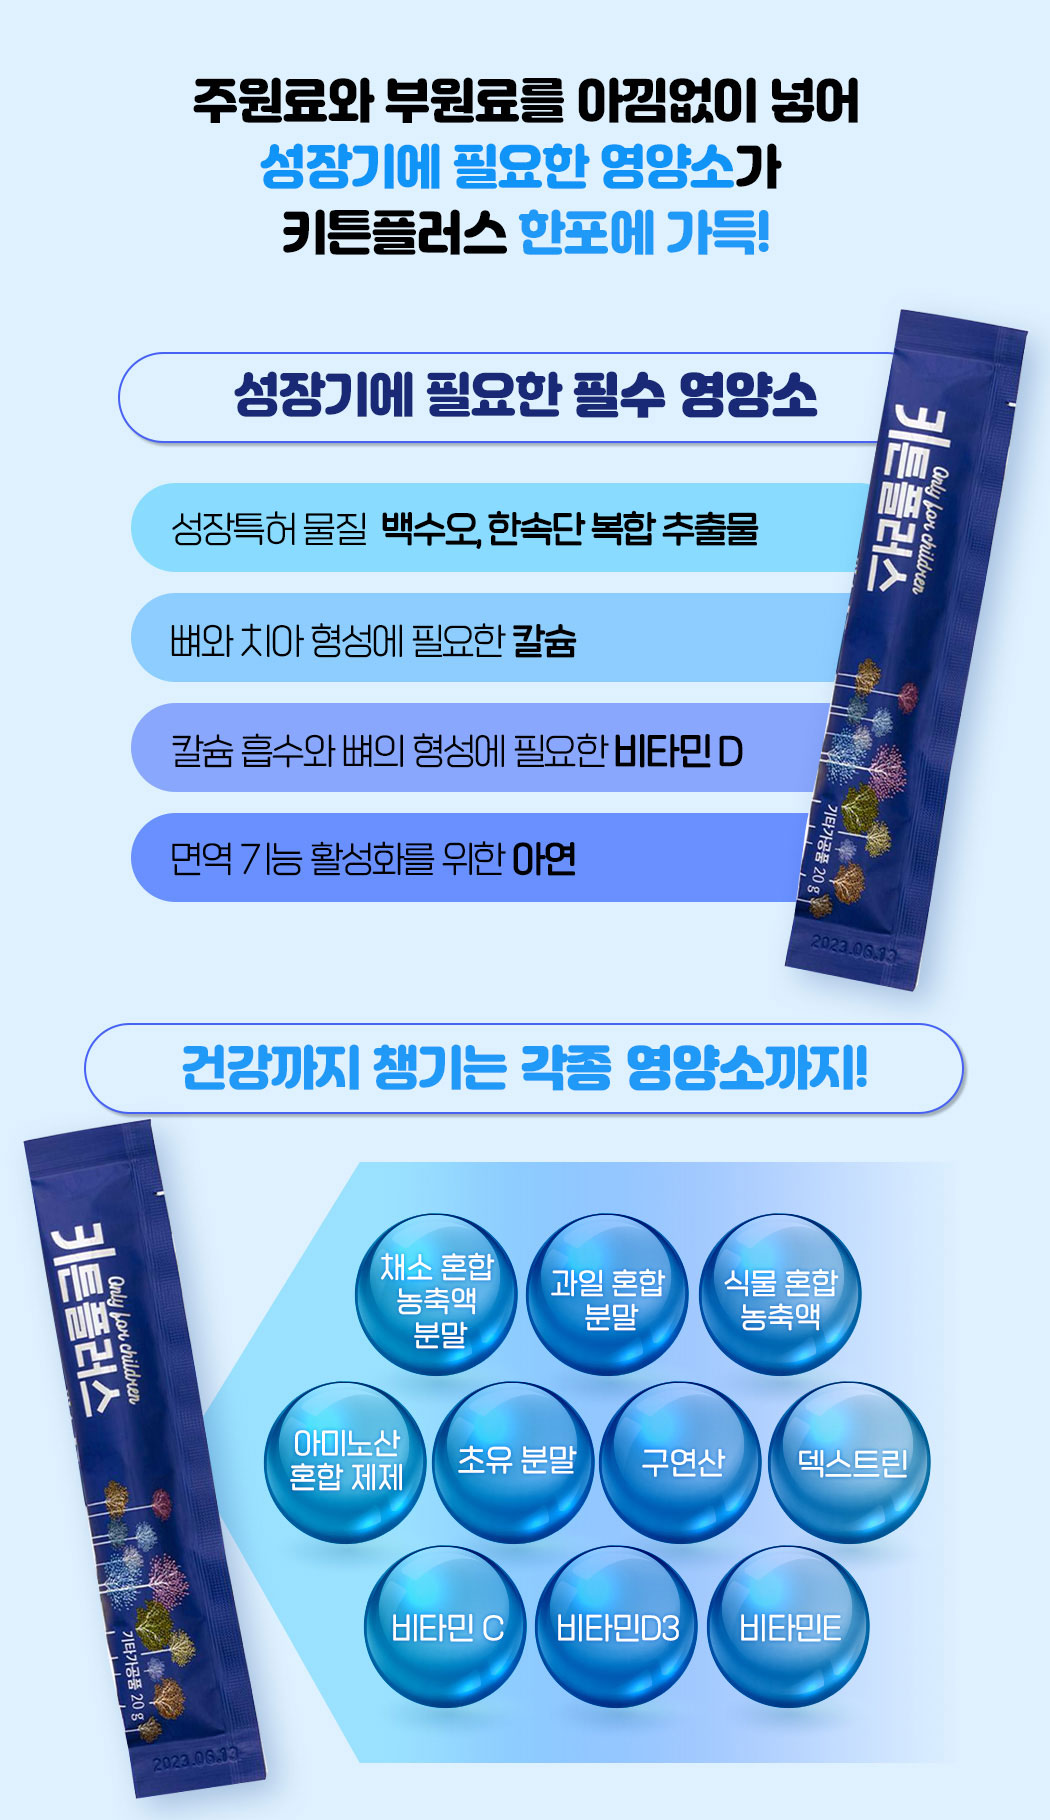 주원료와 부원료를 아낌없이 넣어
성장기에 필요한 영양소가
키튼플러스 한포에 가득!
성장기에 필요한 필수 영양소
성장특허 물질 백수오, 한속단 복합 추출물
뼈와 치아 형성에 필요한 칼슘
칼슘 흡수와 뼈의 형성에 필요한 비타민 D
면역 기능 활성화를 위한 아연
키튼플러스
Only for children
기타가공품 20 g
2023.06.13
건강까지 챙기는 각종 영양소까지!
키튼플러스
Only for children
기타가공품 20 g
2023.06.13
채소 혼합
농축액
분말
과일 혼합
분말
식물 혼합
농축액
아미노산
혼합 제제
초유 분말
구연산
덱스트린
비타민 C
비타민D3
비타민E